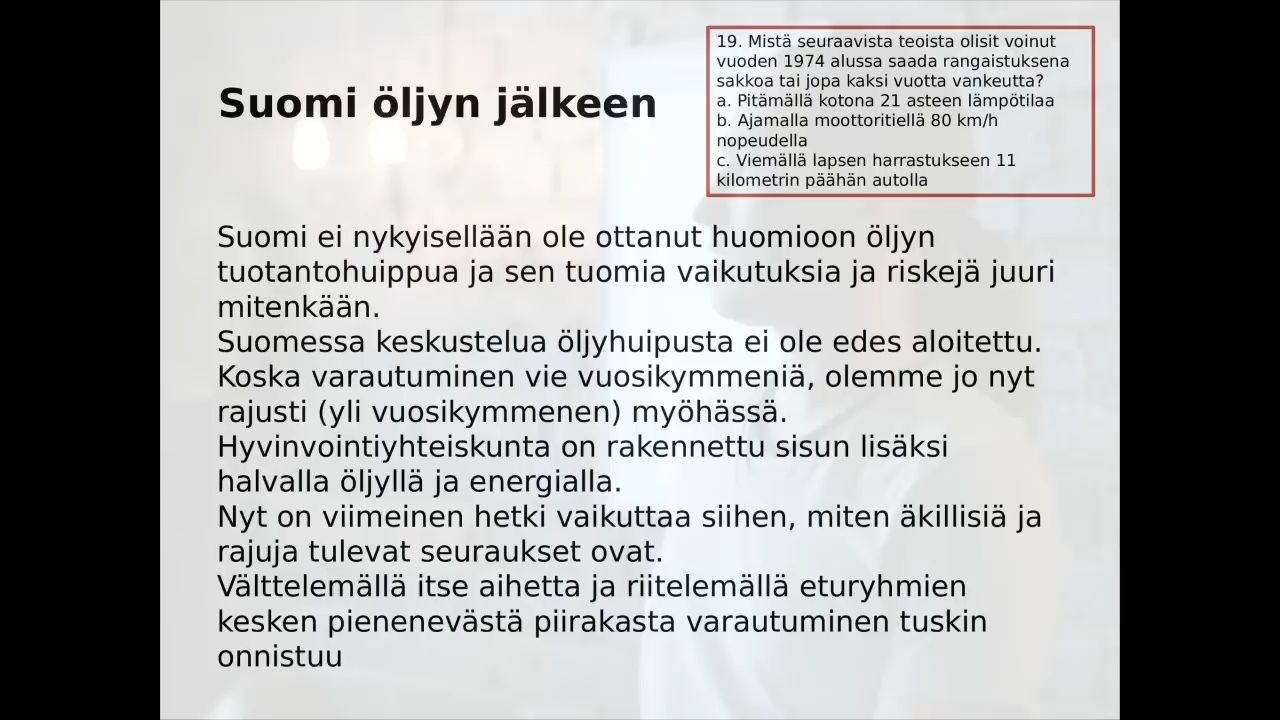 Suomi öljyn jälkeen
19. Mistä seuraavista teoista olisit voinut
vuoden 1974 alussa saada rangaistuksena
sakkoa tai jopa kaksi vuotta vankeutta?
a. Pitämällä kotona 21 asteen lämpötilaa
b. Ajamalla moottoritiellä 80 km/h
nopeudella
c. Viemällä lapsen harrastukseen 11
kilometrin päähän autolla
Suomi ei nykyisellään ole ottanut huomioon öljyn
tuotantohuippua ja sen tuomia vaikutuksia ja riskejä juuri
mitenkään.
Suomessa keskustelua öljyhuipusta ei ole edes aloitettu.
Koska varautuminen vie vuosikymmeniä, olemme jo nyt
rajusti (yli vuosikymmenen) myöhässä.
Hyvinvointiyhteiskunta on rakennettu sisun lisäksi
halvalla öljyllä ja energialla.
Nyt on viimeinen hetki vaikuttaa siihen, miten äkillisiä ja
rajuja tulevat seuraukset ovat.
Välttelemällä itse aihetta ja riitelemällä eturyhmien
kesken pienenevästä piirakasta varautuminen tuskin
onnistuu